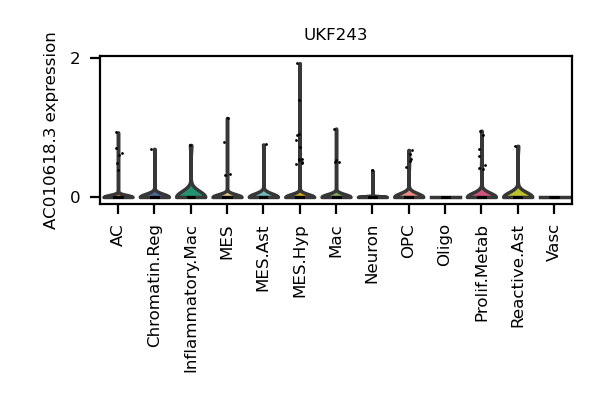 UKF243
AC010618.3 expression
2
0
AC
Chromatin.Reg
Inflammatory.Mac
MES
MES.Ast
MES.Hyp
Mac
Neuron
OPC
Oligo
Prolif.Metab
Reactive.Ast
Vasc